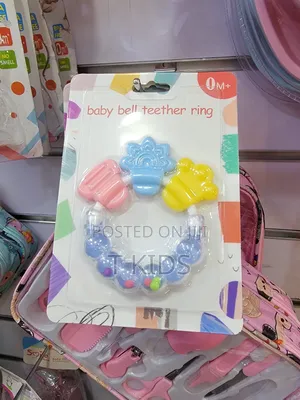 0M+
baby bell teether ring
POSTED ON
T-KIDS